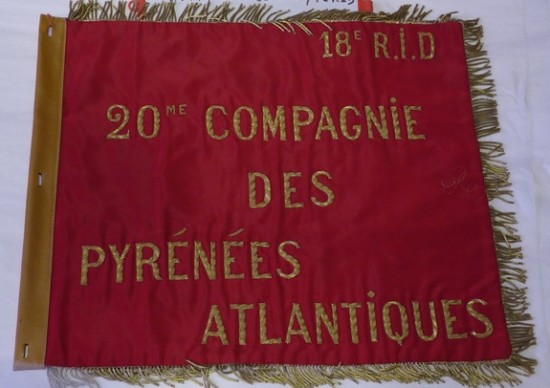 18E R.i.D
20ME COMPAGNiE
DES
PYRÉNÉES
ATLANTiQUES